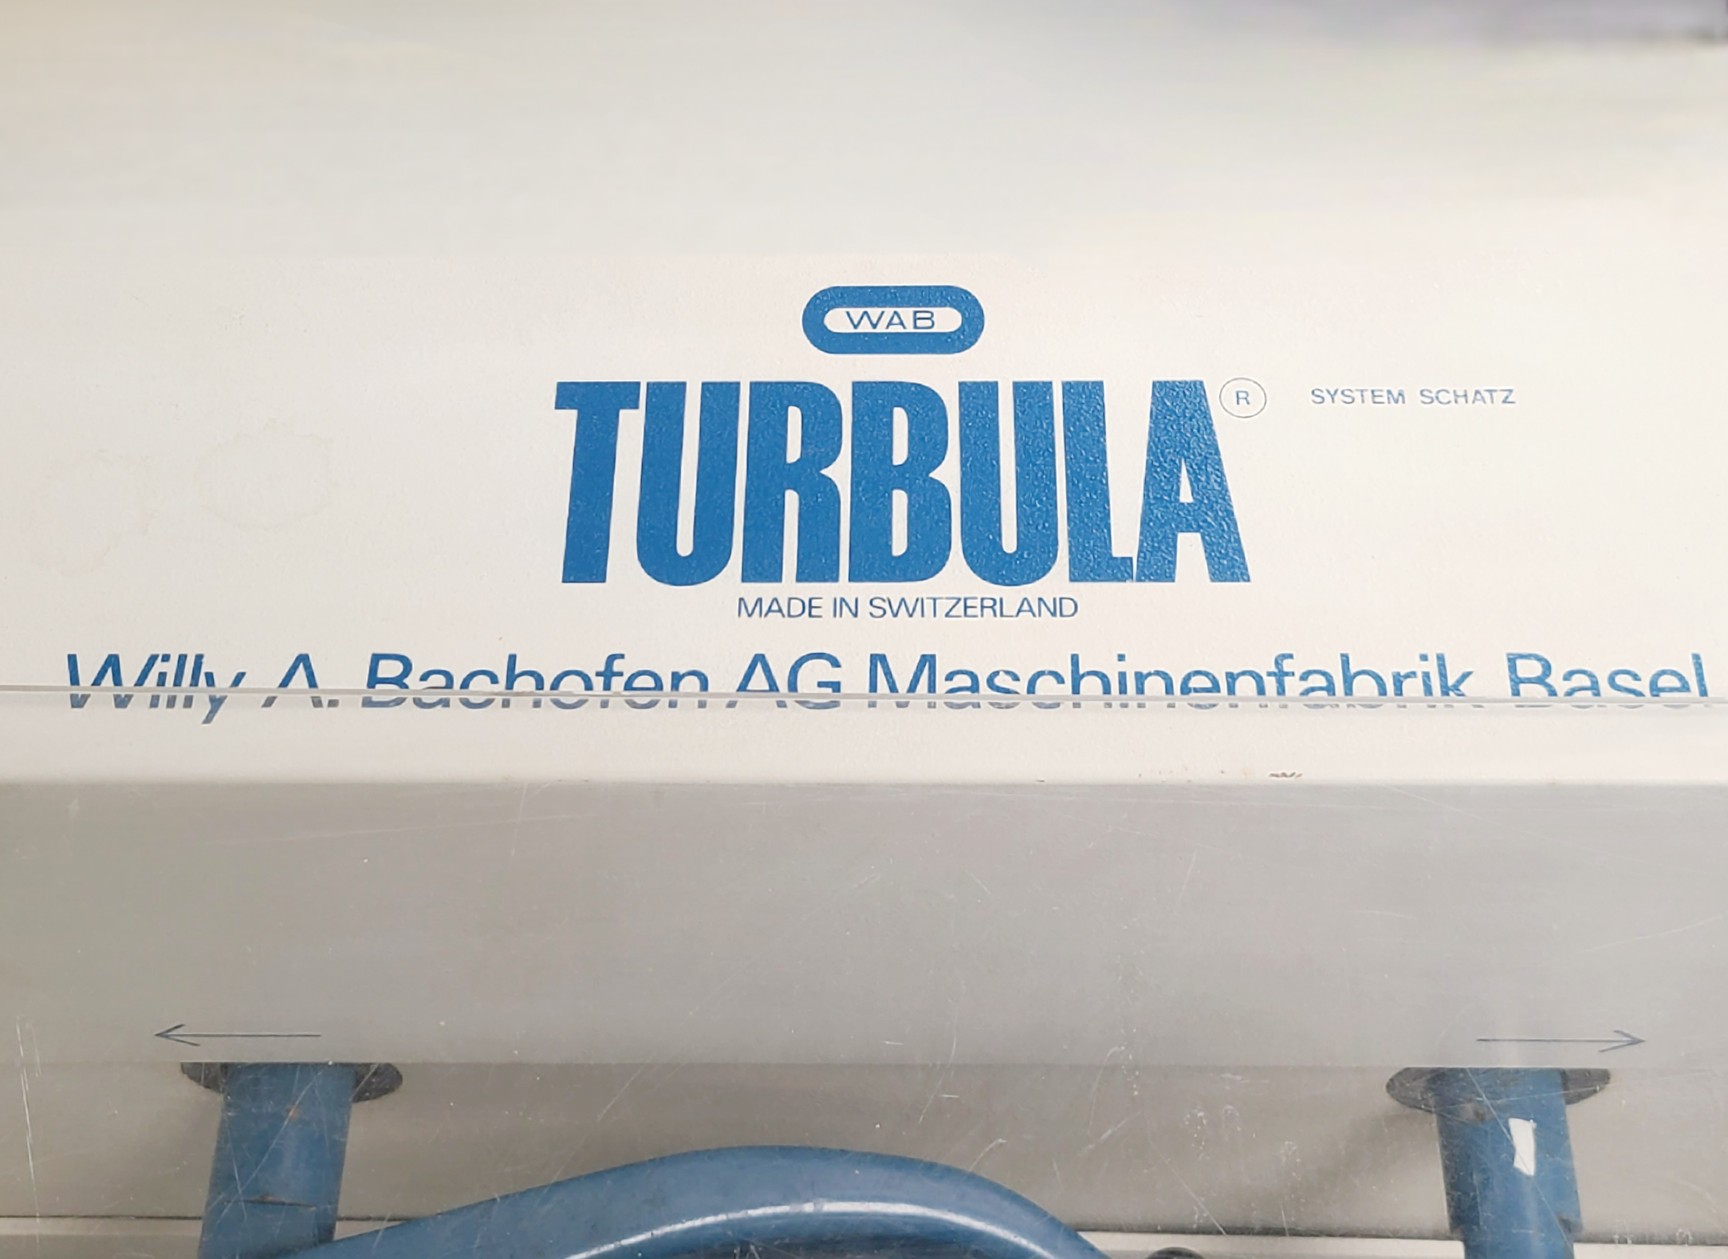 WAB
TURBULA® SYSTEM SCHATZ
MADE IN SWITZERLAND
Willy A. Bachofen AG Maschinenfabrik Basel